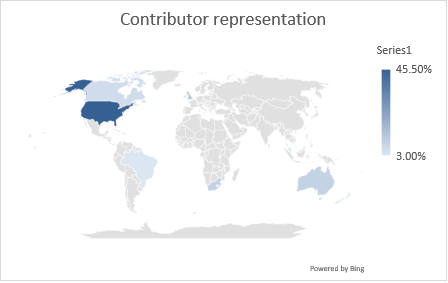 Contributor representation
Series1
45.50%
3.00%
Powered by Bing